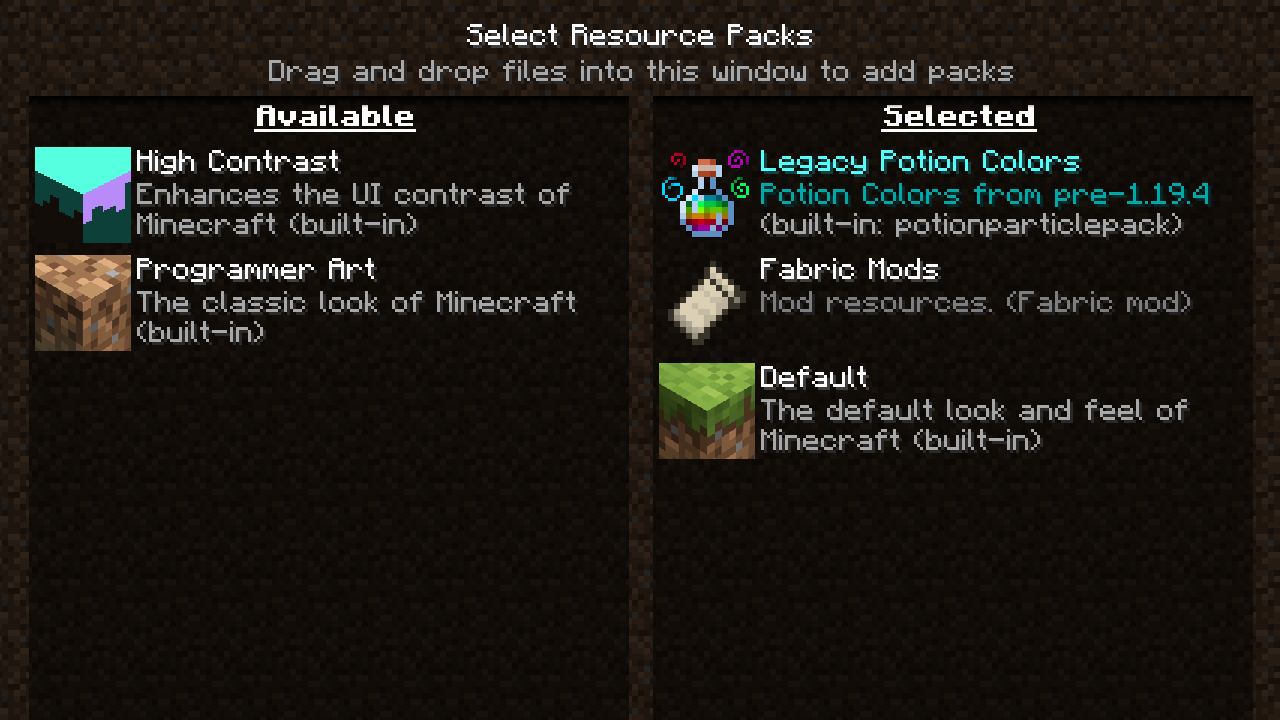 Select Resource Packs
Drag and drop files into this window to add packs
Available
High Contrast
Enhances the UI contrast of
Minecraft (built-in)
Programmer Art
The classic look of Minecraft
(built-in)
Selected
Legacy Potion Colors
Potion Colors from pre-1.19.4
(built-in: potionparticlepack)
Fabric Mods
Mod resources. (Fabric mod)
Default
The default look and feel of
Minecraft (built-in)